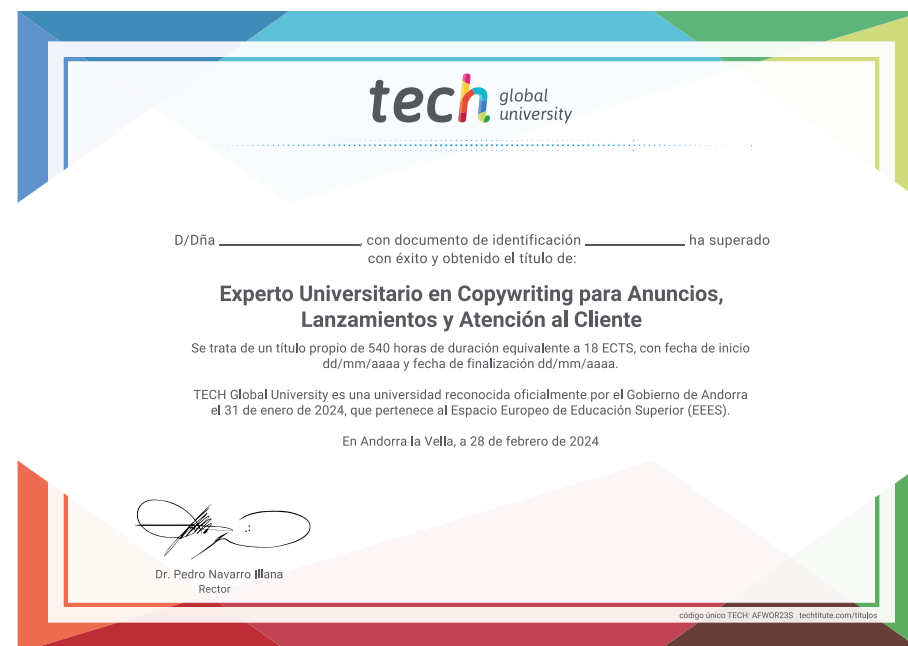 tech global university
D/Dña ____________________, con documento de identificación ______________ ha superado
con éxito y obtenido el título de:
Experto Universitario en Copywriting para Anuncios,
Lanzamientos y Atención al Cliente
Se trata de un título propio de 540 horas de duración equivalente a 18 ECTS, con fecha de inicio
dd/mm/aaaa y fecha de finalización dd/mm/aaaa.
TECH Global University es una universidad reconocida oficialmente por el Gobierno de Andorra
el 31 de enero de 2024, que pertenece al Espacio Europeo de Educación Superior (EEES).
En Andorra la Vella, a 28 de febrero de 2024
Dr. Pedro Navarro Illana
Rector
código único TECH: AFWOR23S techtitute.com/titulos